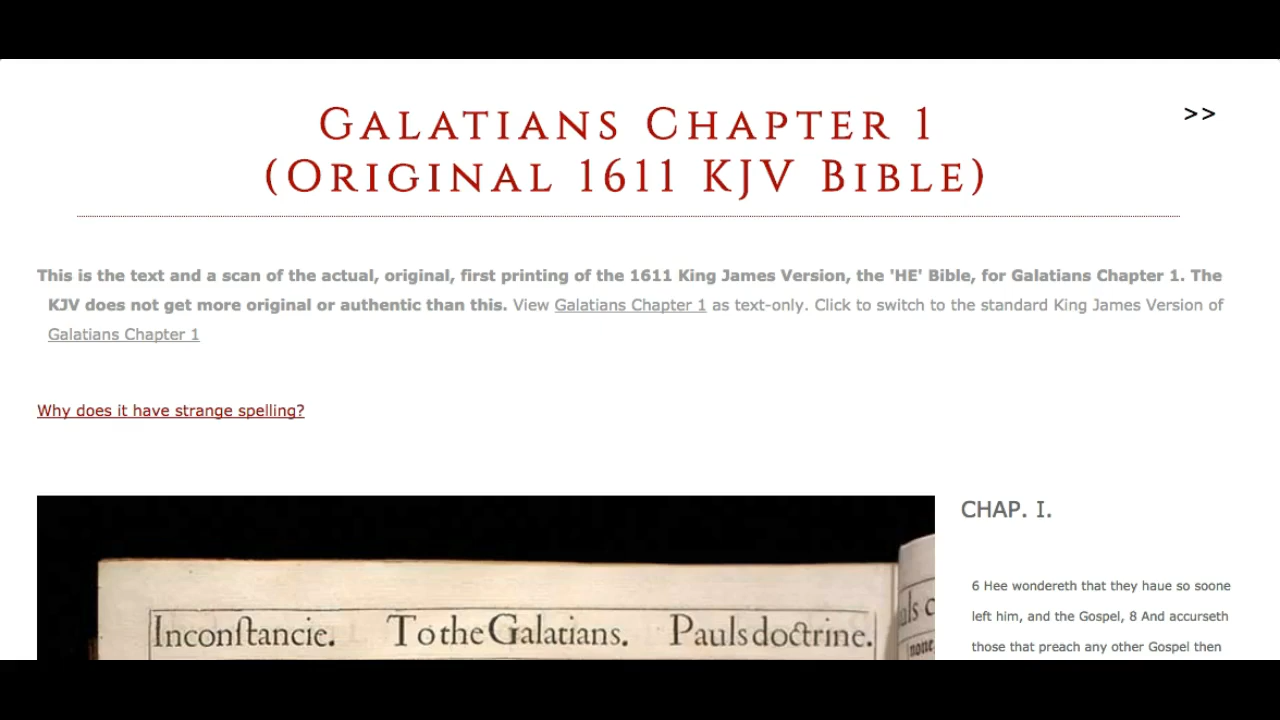 GALATIANS CHAPTER 1
>>
(ORIGINAL 1611 KJV BIBLE)
This is the text and a scan of the actual, original, first printing of the 1611 King James Version, the 'HE' Bible, for Galatians Chapter 1. The
KJV does not get more original or authentic than this. View Galatians Chapter 1 as text-only. Click to switch to the standard King James Version of
Galatians Chapter 1
Why does it have strange spelling?
Inconſtancie. To the Galatians. Pauls doctrine.
uls
none,
CHAP. I.
6 Hee wondereth that they haue so soone
left him, and the Gospel, 8 And accurseth
those that preach any other Gospel then